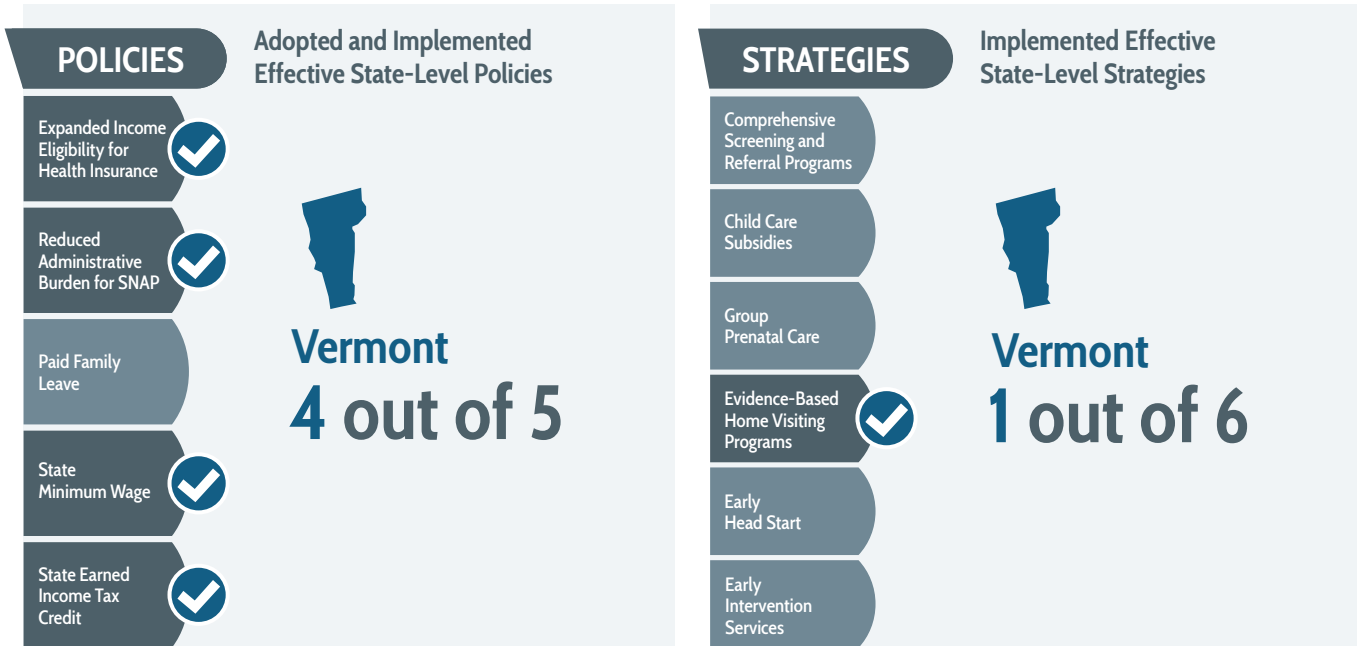 POLICIES
Adopted and Implemented
Effective State-Level Policies
Expanded Income
Eligibility for
Health Insurance
Reduced
Administrative
Burden for SNAP
Paid Family
Leave
State
Minimum Wage
State Earned
Income Tax
Credit
Vermont
4 out of 5
STRATEGIES
Implemented Effective
State-Level Strategies
Comprehensive
Screening and
Referral Programs
Child Care
Subsidies
Group
Prenatal Care
Evidence-Based
Home Visiting
Programs
Early
Head Start
Early
Intervention
Services
Vermont
1 out of 6